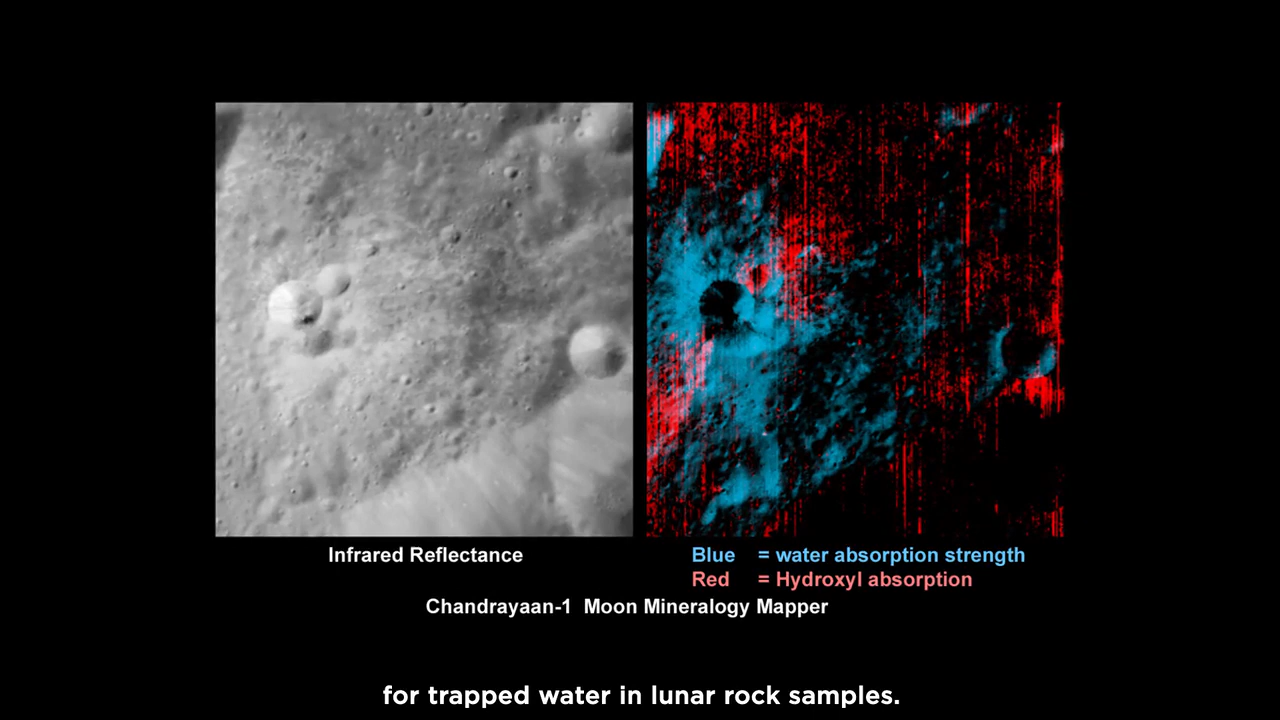 Infrared Reflectance
Blue = water absorption strength
Red = Hydroxyl absorption
Chandrayaan-1 Moon Mineralogy Mapper
for trapped water in lunar rock samples.